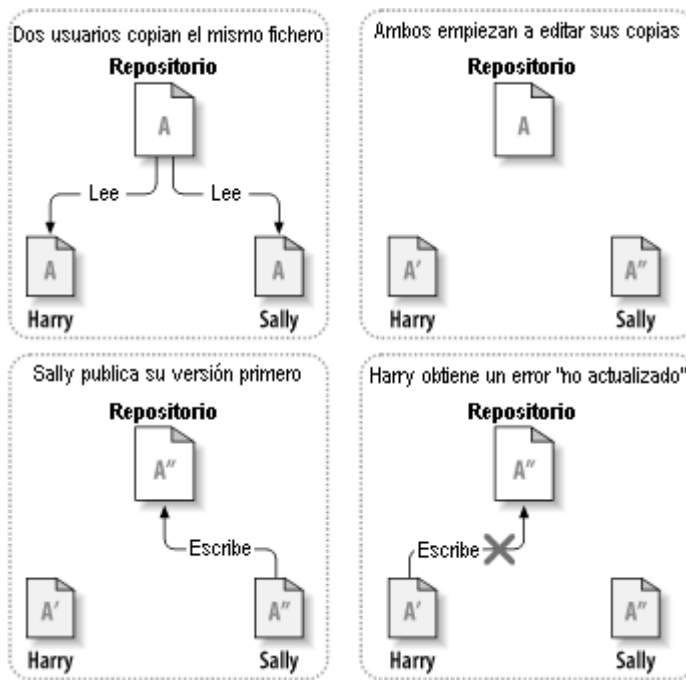 Dos usuarios copian el mismo fichero
Repositorio
A
Lee
Lee
A
A
Harry
Sally
Ambos empiezan a editar sus copias
Repositorio
A
A′
A″
Harry
Sally
Sally publica su versión primero
Repositorio
A″
Escribe
A′
A″
Harry
Sally
Harry obtiene un error "no actualizado"
Repositorio
A″
Escribe
A′
A″
Harry
Sally